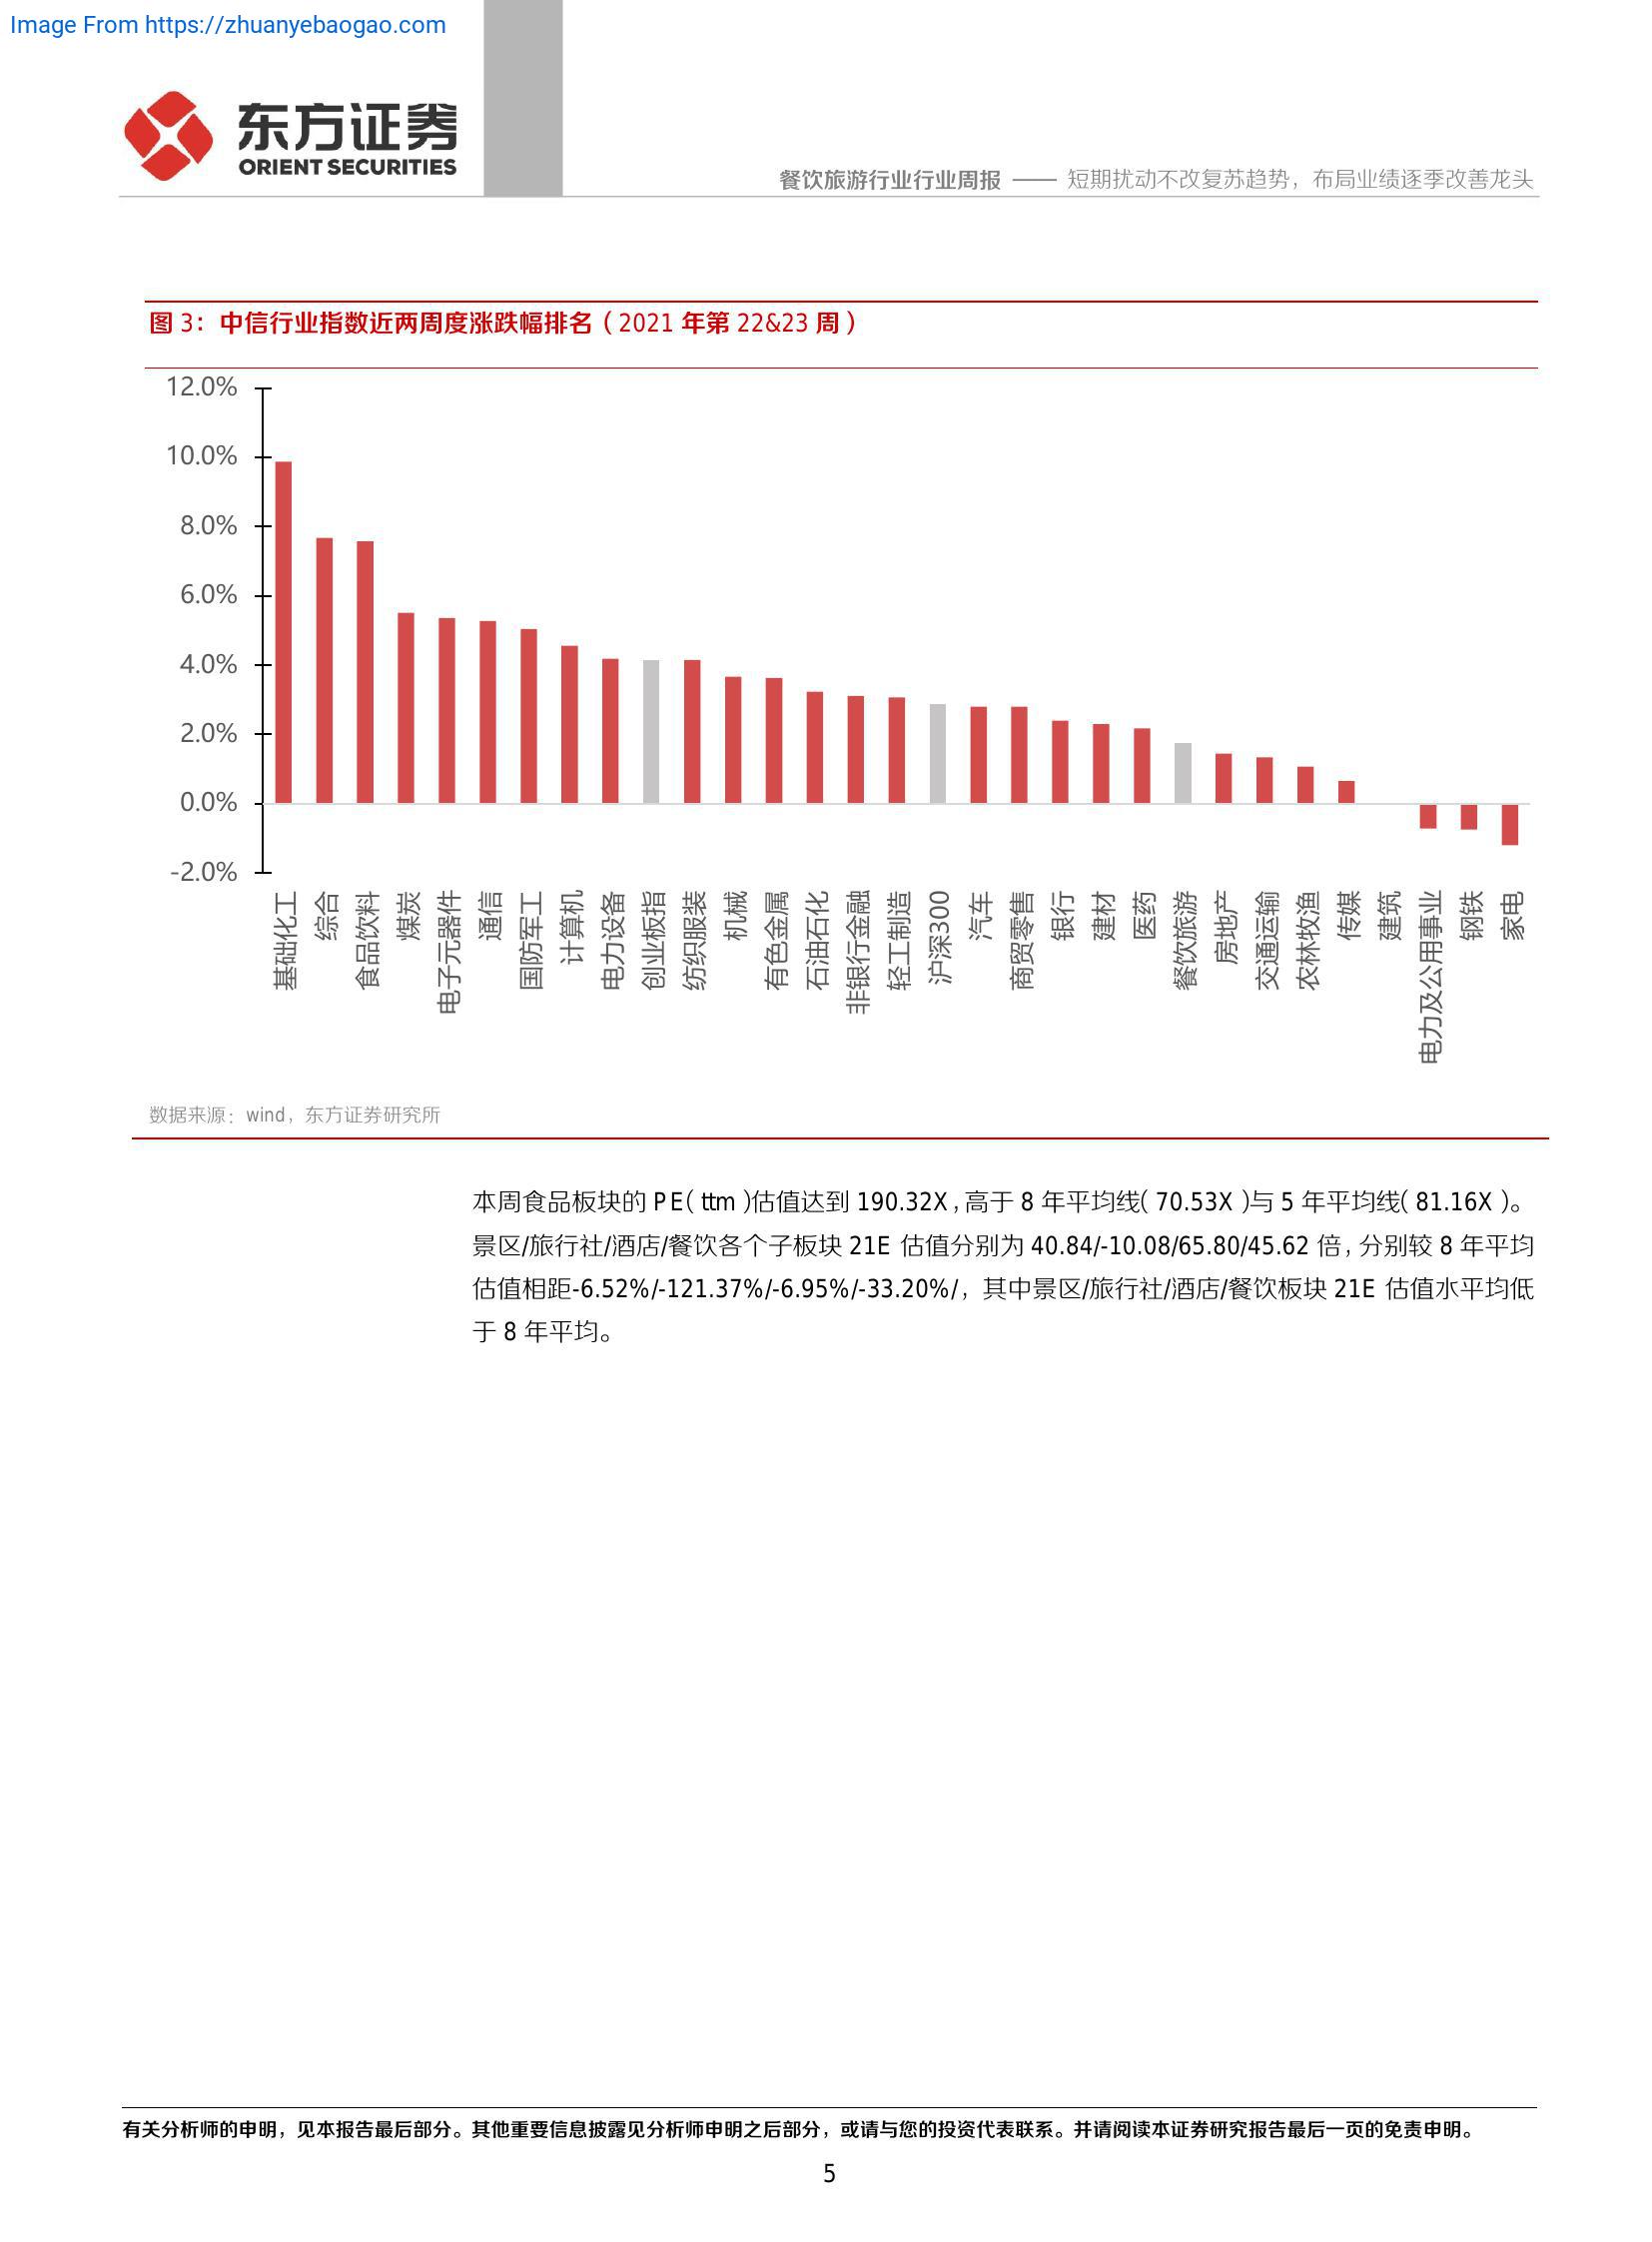 Image From https://zhuanyebaogao.com
东方证券
ORIENT SECURITIES
餐饮旅游行业行业周报 —— 短期扰动不改复苏趋势，布局业绩逐季改善龙头
图 3：中信行业指数近两周度涨跌幅排名（2021 年第 22&23 周）
12.0%
10.0%
8.0%
6.0%
4.0%
2.0%
0.0%
-2.0%
基础化工
综合
食品饮料
煤炭
电子元器件
通信
国防军工
计算机
电力设备
创业板指
纺织服装
机械
有色金属
石油石化
非银行金融
轻工制造
沪深300
汽车
商贸零售
银行
建材
医药
餐饮旅游
房地产
交通运输
农林牧渔
传媒
建筑
电力及公用事业
钢铁
家电
数据来源：wind，东方证券研究所
本周食品板块的 PE（ttm）估值达到 190.32X，高于 8 年平均线（70.53X）与 5 年平均线（81.16X）。
景区/旅行社/酒店/餐饮各个子板块 21E 估值分别为 40.84/-10.08/65.80/45.62 倍，分别较 8 年平均
估值相距-6.52%/-121.37%/-6.95%/-33.20%/，其中景区/旅行社/酒店/餐饮板块 21E 估值水平均低
于 8 年平均。
有关分析师的申明，见本报告最后部分。其他重要信息披露见分析师申明之后部分，或请与您的投资代表联系。并请阅读本证券研究报告最后一页的免责申明。
5